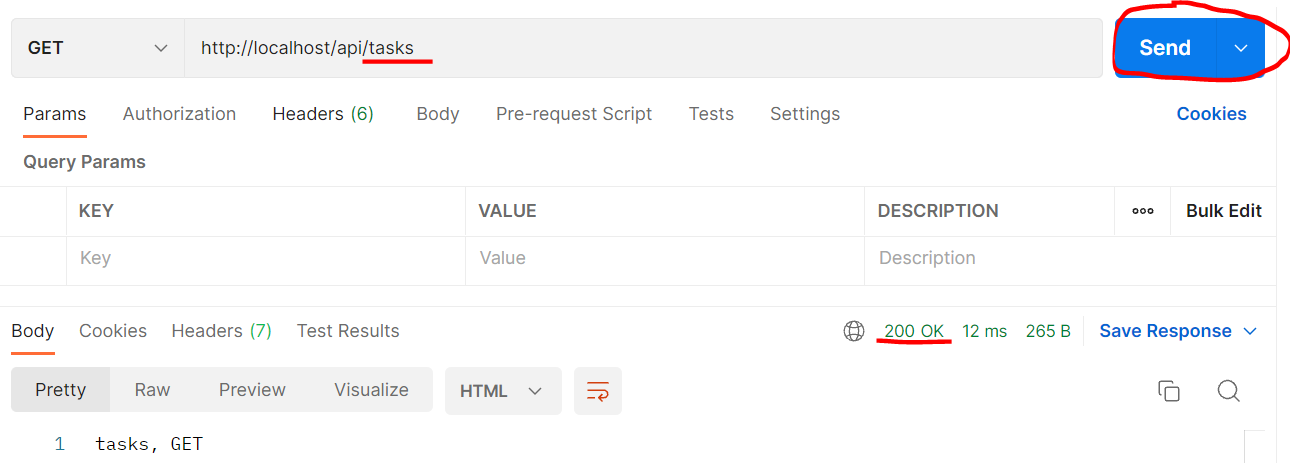 GET http://localhost/api/tasks Send
Params Authorization Headers (6) Body Pre-request Script Tests Settings Cookies
Query Params
KEY VALUE DESCRIPTION Bulk Edit
Key Value Description
Body Cookies Headers (7) Test Results 200 OK 12 ms 265 B Save Response
Pretty Raw Preview Visualize HTML
1 tasks, GET